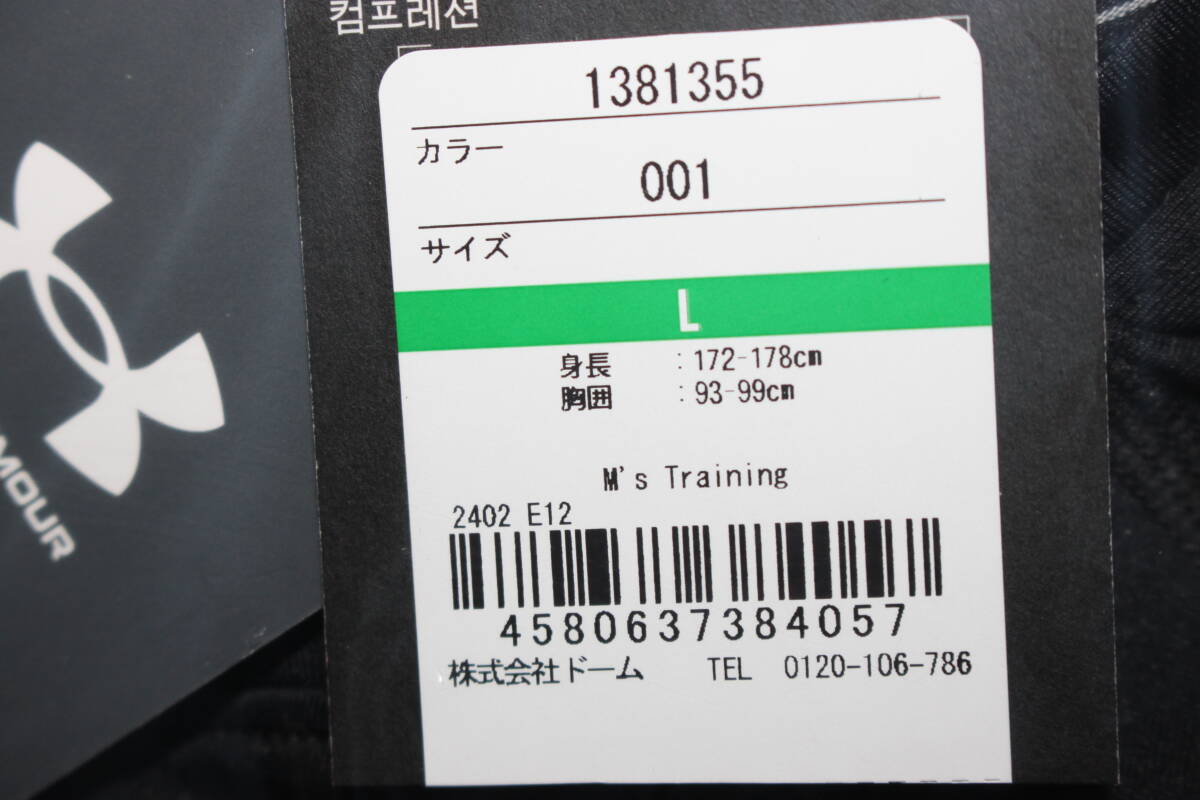 컴프레션
1381355
カラー
001
サイズ
L
身長 : 172-178cm
胸囲 : 93-99cm
M's Training
2402 E12
4580637384057
株式会社ドーム TEL 0120-106-786
MOUR